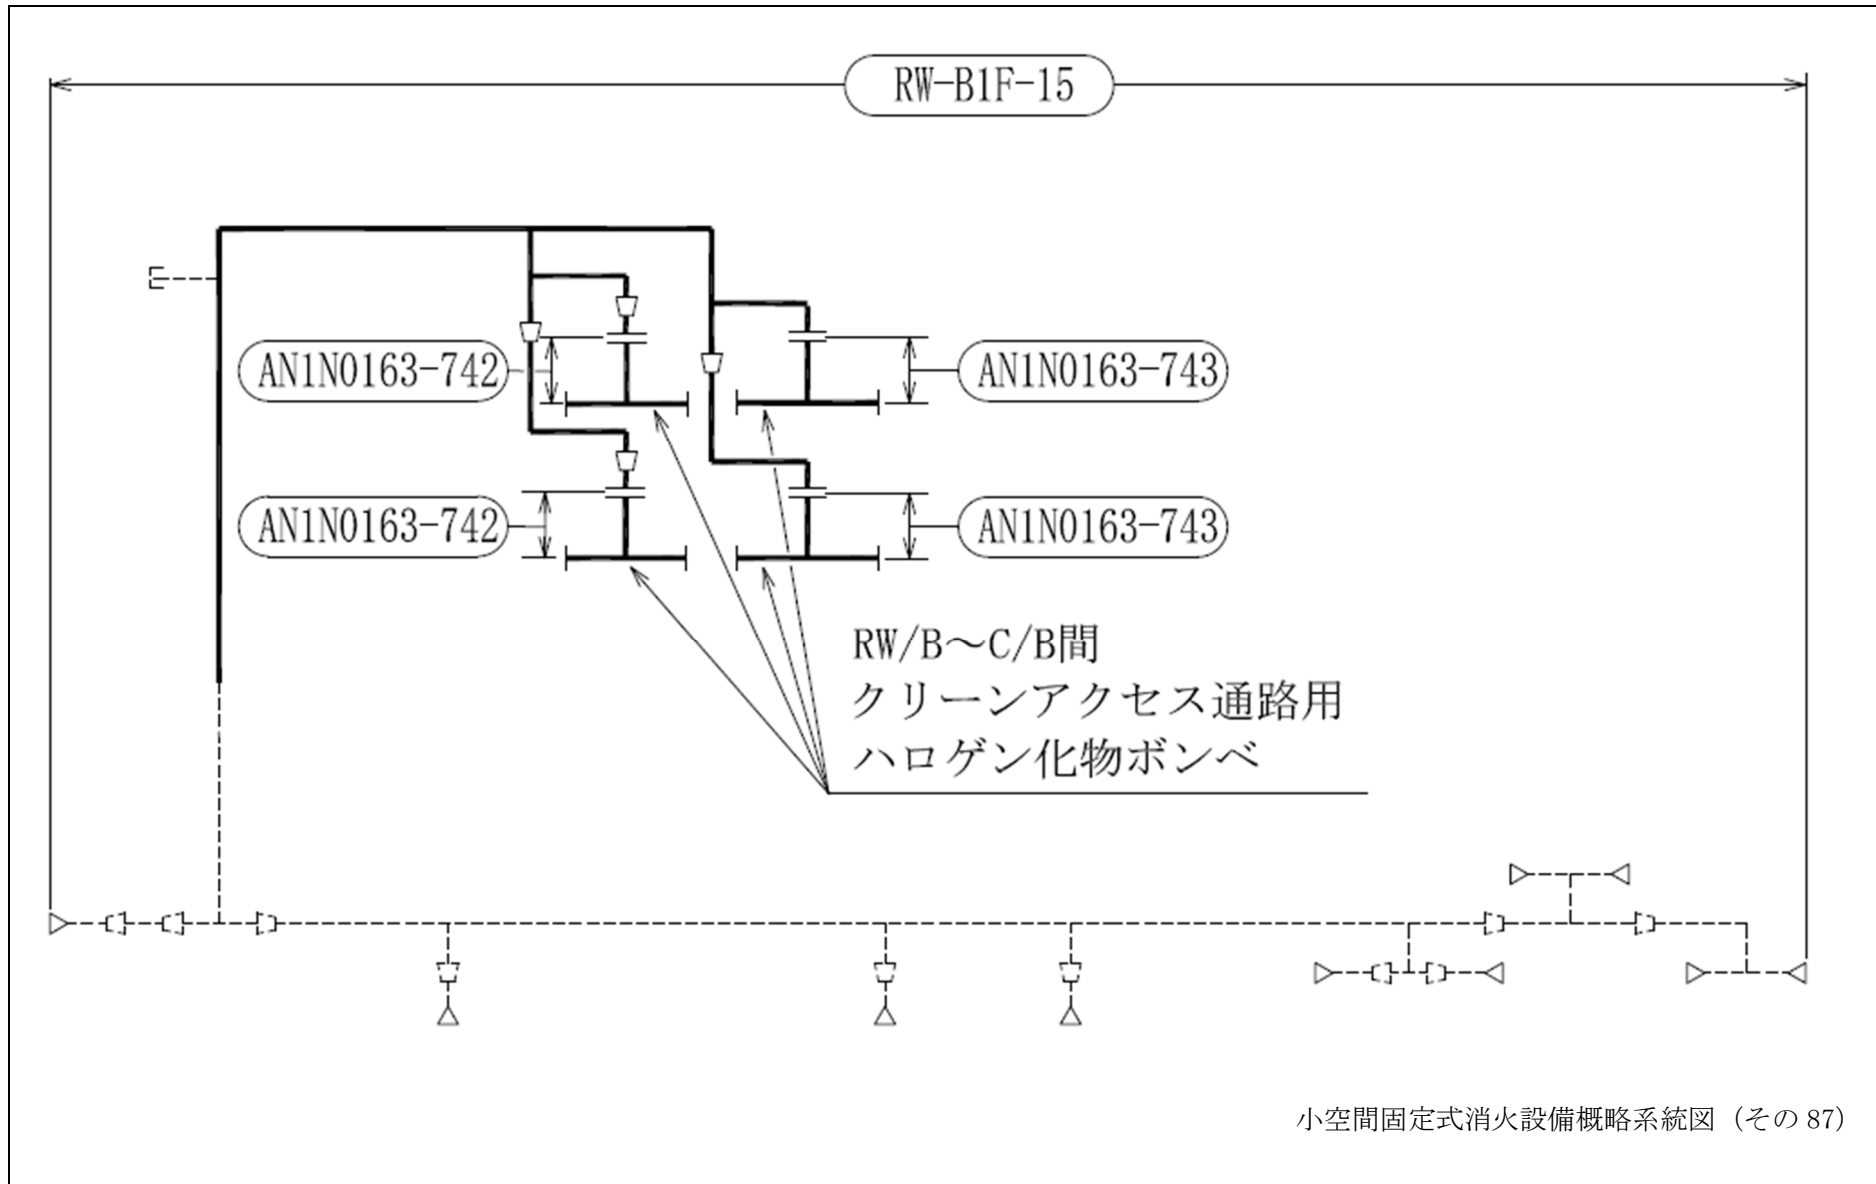 RW-B1F-15
AN1N0163-742
AN1N0163-743
AN1N0163-742
AN1N0163-743
RW/B～C/B間
クリーンアクセス通路用
ハロゲン化物ボンベ
小空間固定式消火設備概略系統図（その 87）